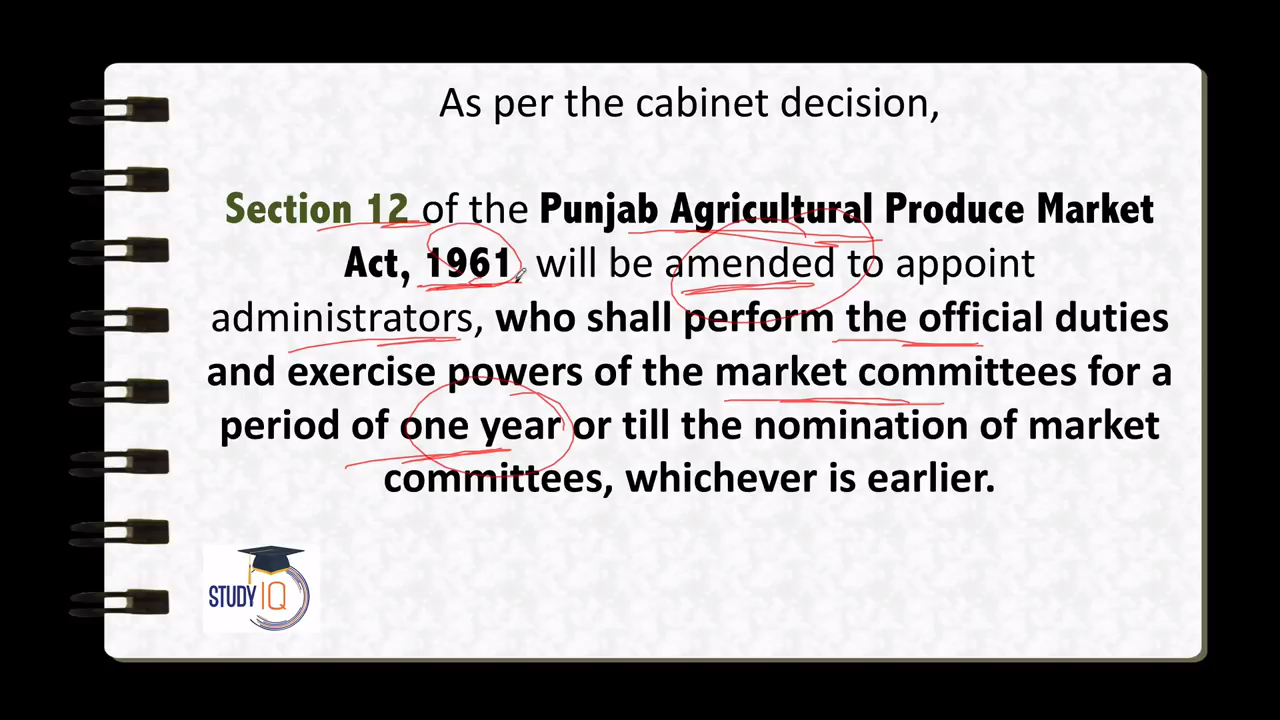 As per the cabinet decision,
Section 12 of the Punjab Agricultural Produce Market
Act, 1961, will be amended to appoint
administrators, who shall perform the official duties
and exercise powers of the market committees for a
period of one year or till the nomination of market
committees, whichever is earlier.
STUDY IQ